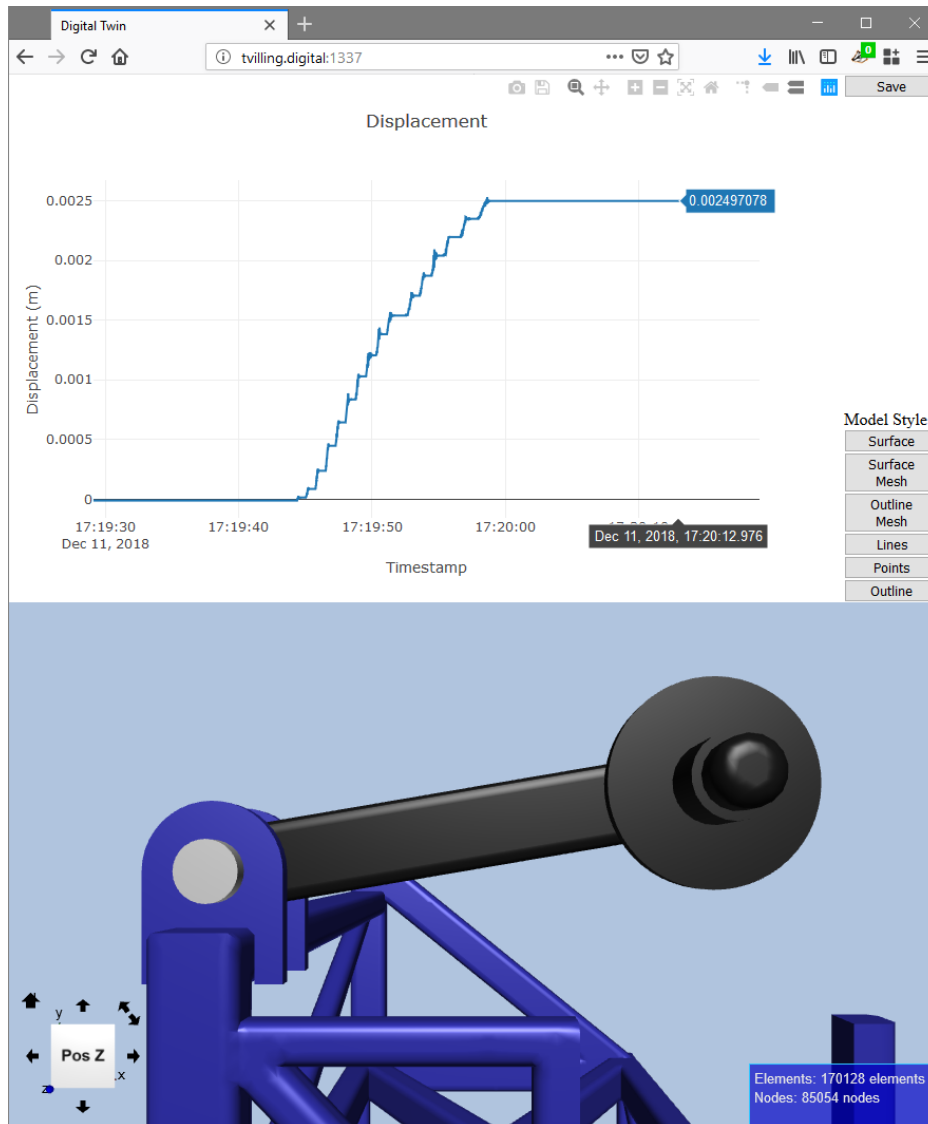 Digital Twin
tvilling.digital:1337
0
Save
Displacement
0.0025
0.002497078
0.002
0.0015
0.001
0.0005
0
Displacement (m)
17:19:30
17:19:40
17:19:50
17:20:00
Dec 11, 2018
Dec 11, 2018, 17:20:12.976
Timestamp
Model Style
Surface
Surface
Mesh
Outline
Mesh
Lines
Points
Outline
y
Pos Z
x
z
Elements: 170128 elements
Nodes: 85054 nodes